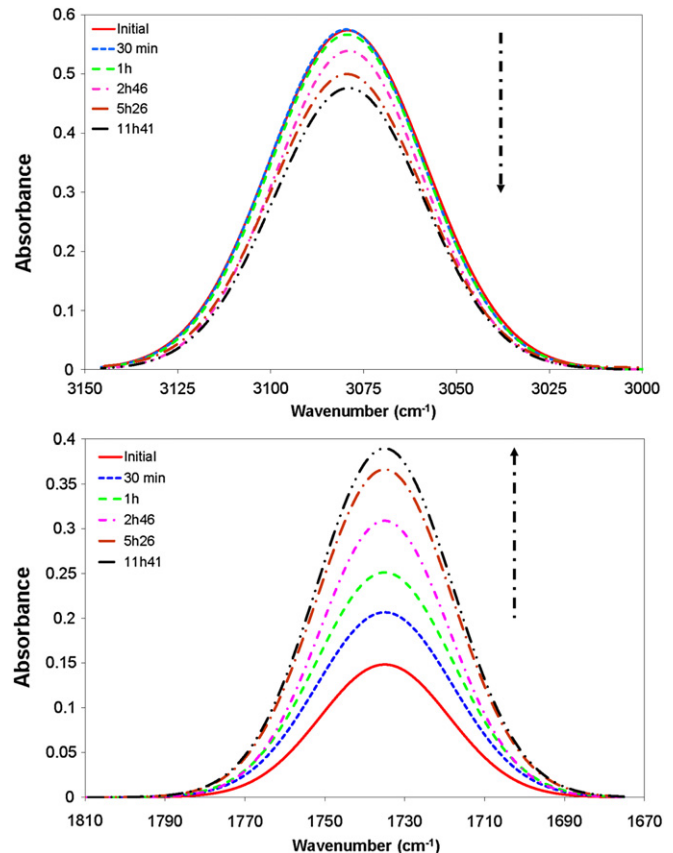 0.6
0.5
0.4
0.3
0.2
0.1
0
Absorbance
Initial
30 min
1h
2h46
5h26
11h41
3150 3125 3100 3075 3050 3025 3000
Wavenumber (cm-1)
0.4
0.35
0.3
0.25
0.2
0.15
0.1
0.05
0
Absorbance
Initial
30 min
1h
2h46
5h26
11h41
1810 1790 1770 1750 1730 1710 1690 1670
Wavenumber (cm-1)